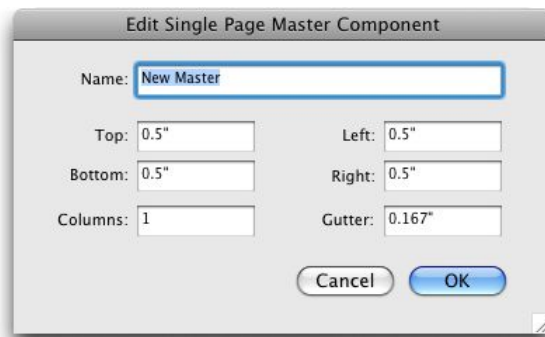 Edit Single Page Master Component
Name: New Master
Top: 0.5" Left: 0.5"
Bottom: 0.5" Right: 0.5"
Columns: 1 Gutter: 0.167"
Cancel OK